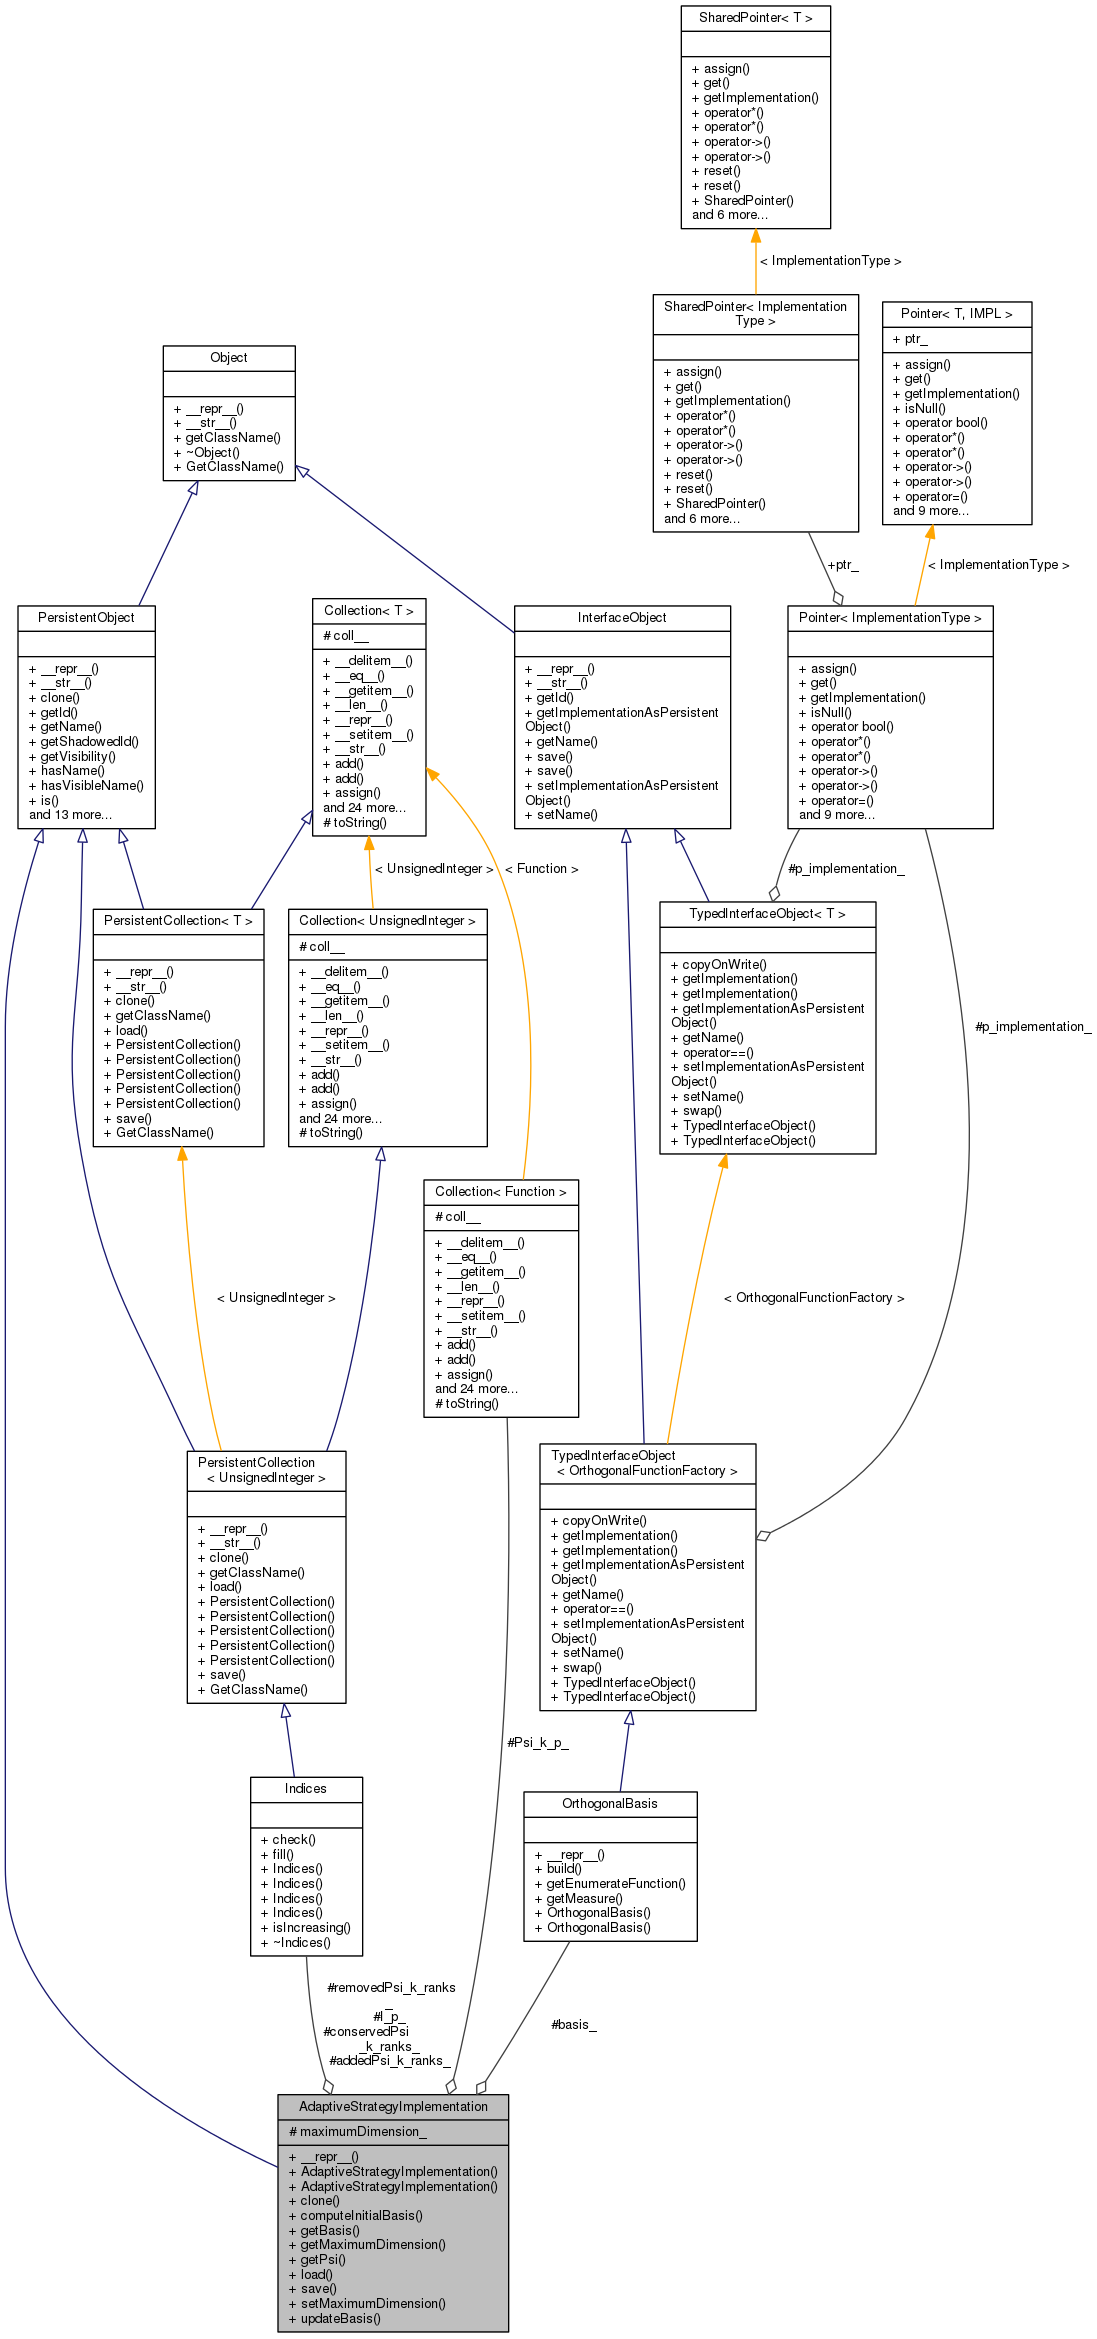 SharedPointer< T >
+ assign()
+ get()
+ getImplementation()
+ operator*()
+ operator*()
+ operator->()
+ operator->()
+ reset()
+ reset()
+ SharedPointer()
and 6 more...
< ImplementationType >
SharedPointer< Implementation
Type >
+ assign()
+ get()
+ getImplementation()
+ operator*()
+ operator*()
+ operator->()
+ operator->()
+ reset()
+ reset()
+ SharedPointer()
and 6 more...
Pointer< T, IMPL >
+ ptr_
+ assign()
+ get()
+ getImplementation()
+ isNull()
+ operator bool()
+ operator*()
+ operator*()
+ operator->()
+ operator->()
+ operator=()
and 9 more...
Object
+ __repr__()
+ __str__()
+ getClassName()
+ ~Object()
+ GetClassName()
+ptr_
< ImplementationType >
PersistentObject
+ __repr__()
+ __str__()
+ clone()
+ getId()
+ getName()
+ getShadowedId()
+ getVisibility()
+ hasName()
+ hasVisibleName()
+ is()
and 13 more...
Collection< T >
# coll__
+ __delitem__()
+ __eq__()
+ __getitem__()
+ __len__()
+ __repr__()
+ __setitem__()
+ __str__()
+ add()
+ add()
+ assign()
and 24 more...
# toString()
InterfaceObject
+ __repr__()
+ __str__()
+ getId()
+ getImplementationAsPersistent
Object()
+ getName()
+ save()
+ save()
+ setImplementationAsPersistent
Object()
+ setName()
Pointer< ImplementationType >
+ assign()
+ get()
+ getImplementation()
+ isNull()
+ operator bool()
+ operator*()
+ operator*()
+ operator->()
+ operator->()
+ operator=()
and 9 more...
< UnsignedInteger >
< Function >
#p_implementation_
PersistentCollection< T >
+ __repr__()
+ __str__()
+ clone()
+ getClassName()
+ load()
+ PersistentCollection()
+ PersistentCollection()
+ PersistentCollection()
+ PersistentCollection()
+ PersistentCollection()
+ save()
+ GetClassName()
Collection< UnsignedInteger >
# coll__
+ __delitem__()
+ __eq__()
+ __getitem__()
+ __len__()
+ __repr__()
+ __setitem__()
+ __str__()
+ add()
+ add()
+ assign()
and 24 more...
# toString()
TypedInterfaceObject< T >
+ copyOnWrite()
+ getImplementation()
+ getImplementation()
+ getImplementationAsPersistent
Object()
+ getName()
+ operator==()
+ setImplementationAsPersistent
Object()
+ setName()
+ swap()
+ TypedInterfaceObject()
+ TypedInterfaceObject()
#p_implementation_
Collection< Function >
# coll__
+ __delitem__()
+ __eq__()
+ __getitem__()
+ __len__()
+ __repr__()
+ __setitem__()
+ __str__()
+ add()
+ add()
+ assign()
and 24 more...
# toString()
< UnsignedInteger >
< OrthogonalFunctionFactory >
PersistentCollection
< UnsignedInteger >
+ __repr__()
+ __str__()
+ clone()
+ getClassName()
+ load()
+ PersistentCollection()
+ PersistentCollection()
+ PersistentCollection()
+ PersistentCollection()
+ PersistentCollection()
+ save()
+ GetClassName()
TypedInterfaceObject
< OrthogonalFunctionFactory >
+ copyOnWrite()
+ getImplementation()
+ getImplementation()
+ getImplementationAsPersistent
Object()
+ getName()
+ operator==()
+ setImplementationAsPersistent
Object()
+ setName()
+ swap()
+ TypedInterfaceObject()
+ TypedInterfaceObject()
#Psi_k_p_
Indices
+ check()
+ fill()
+ Indices()
+ Indices()
+ Indices()
+ Indices()
+ isIncreasing()
+ ~Indices()
OrthogonalBasis
+ __repr__()
+ build()
+ getEnumerateFunction()
+ getMeasure()
+ OrthogonalBasis()
+ OrthogonalBasis()
#removedPsi_k_ranks
_
#I_p_
#conservedPsi
_k_ranks_
#addedPsi_k_ranks_
#basis_
AdaptiveStrategyImplementation
# maximumDimension_
+ __repr__()
+ AdaptiveStrategyImplementation()
+ AdaptiveStrategyImplementation()
+ clone()
+ computeInitialBasis()
+ getBasis()
+ getMaximumDimension()
+ getPsi()
+ load()
+ save()
+ setMaximumDimension()
+ updateBasis()